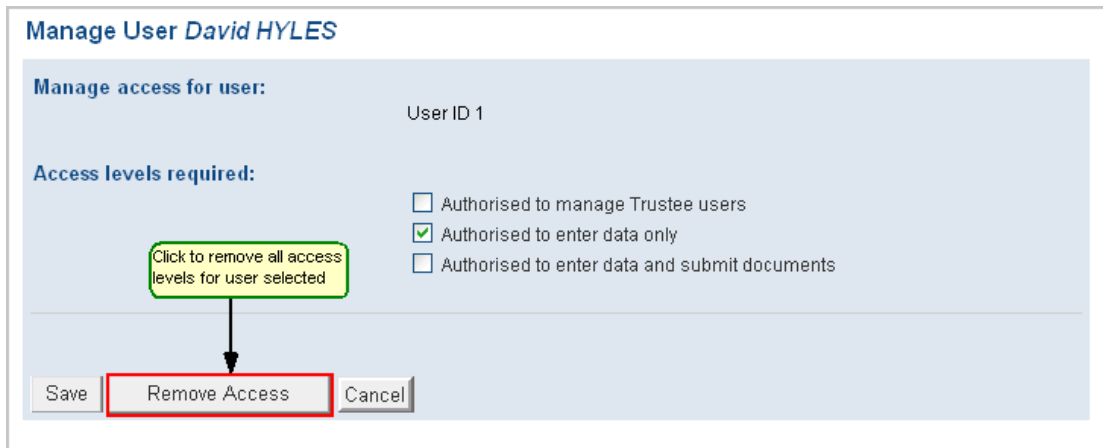 Manage User David HYLES
Manage access for user:
User ID 1
Access levels required:
Authorised to manage Trustee users
Authorised to enter data only
Authorised to enter data and submit documents
Click to remove all access
levels for user selected
Save
Remove Access
Cancel